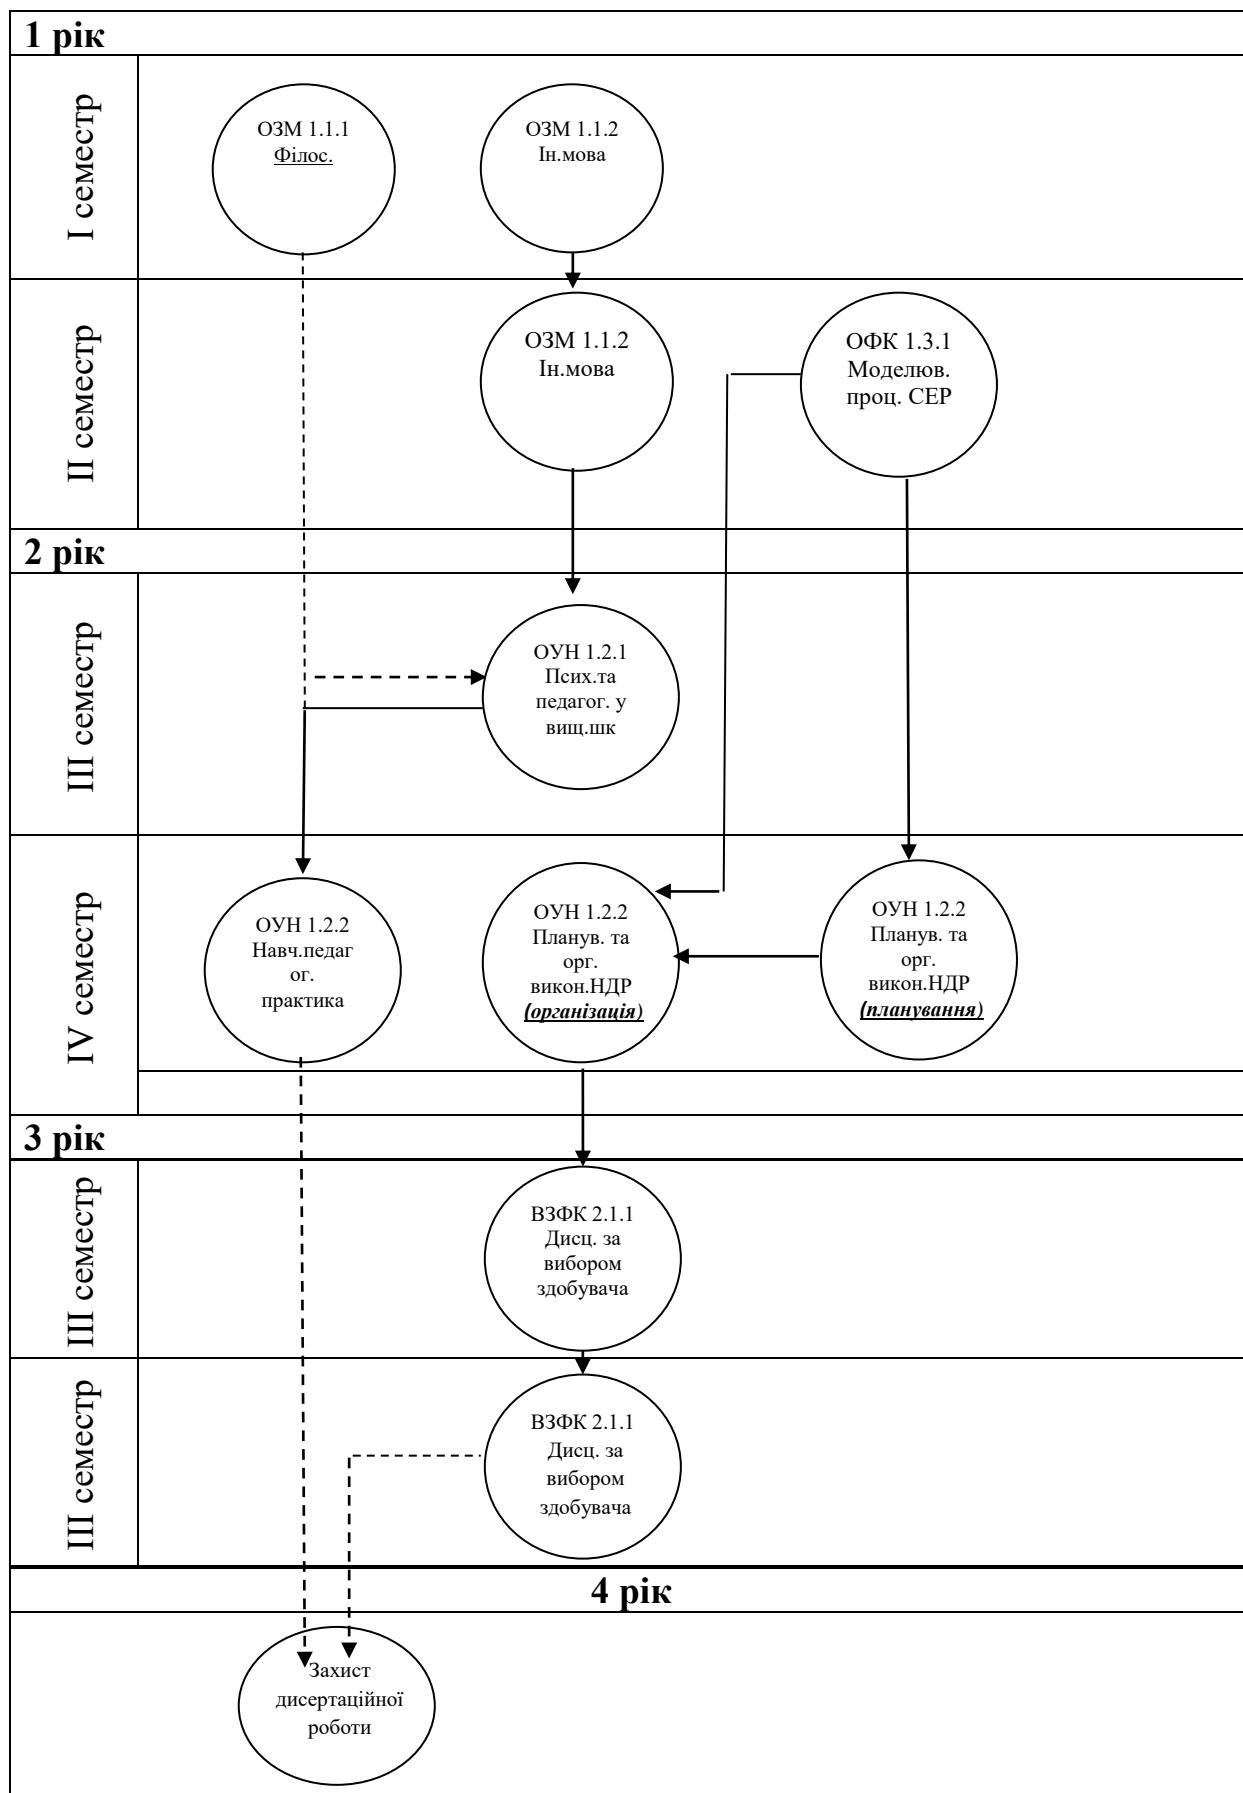 1 рік
І семестр
ОЗМ 1.1.1
Філос.
ОЗМ 1.1.2
Ін.мова
ІІ семестр
ОЗМ 1.1.2
Ін.мова
ОФК 1.3.1
Моделюв.
проц. СЕР
2 рік
ІІІ семестр
ОУН 1.2.1
Псих.та
педагог. у
вищ.шк
IV семестр
ОУН 1.2.2
Навч.педаг
ог.
практика
ОУН 1.2.2
Планув. та
орг.
викон.НДР
(організація)
ОУН 1.2.2
Планув. та
орг.
викон.НДР
(планування)
3 рік
ІІІ семестр
ВЗФК 2.1.1
Дисц. за
вибором
здобувача
ІІІ семестр
ВЗФК 2.1.1
Дисц. за
вибором
здобувача
4 рік
Захист
дисертаційної
роботи